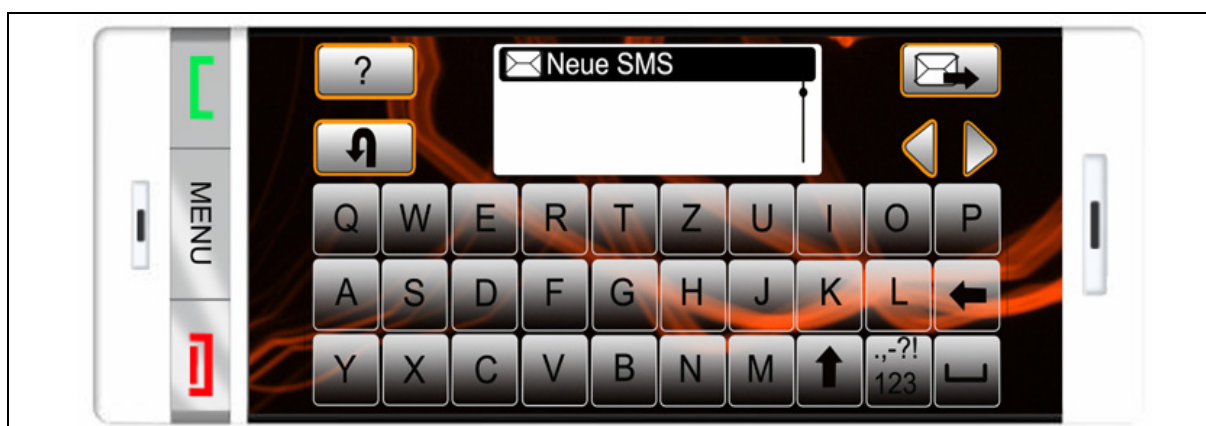 ?
Neue SMS
MENU
Q W E R T Z U I O P
A S D F G H J K L
Y X C V B N M .,-?!
123